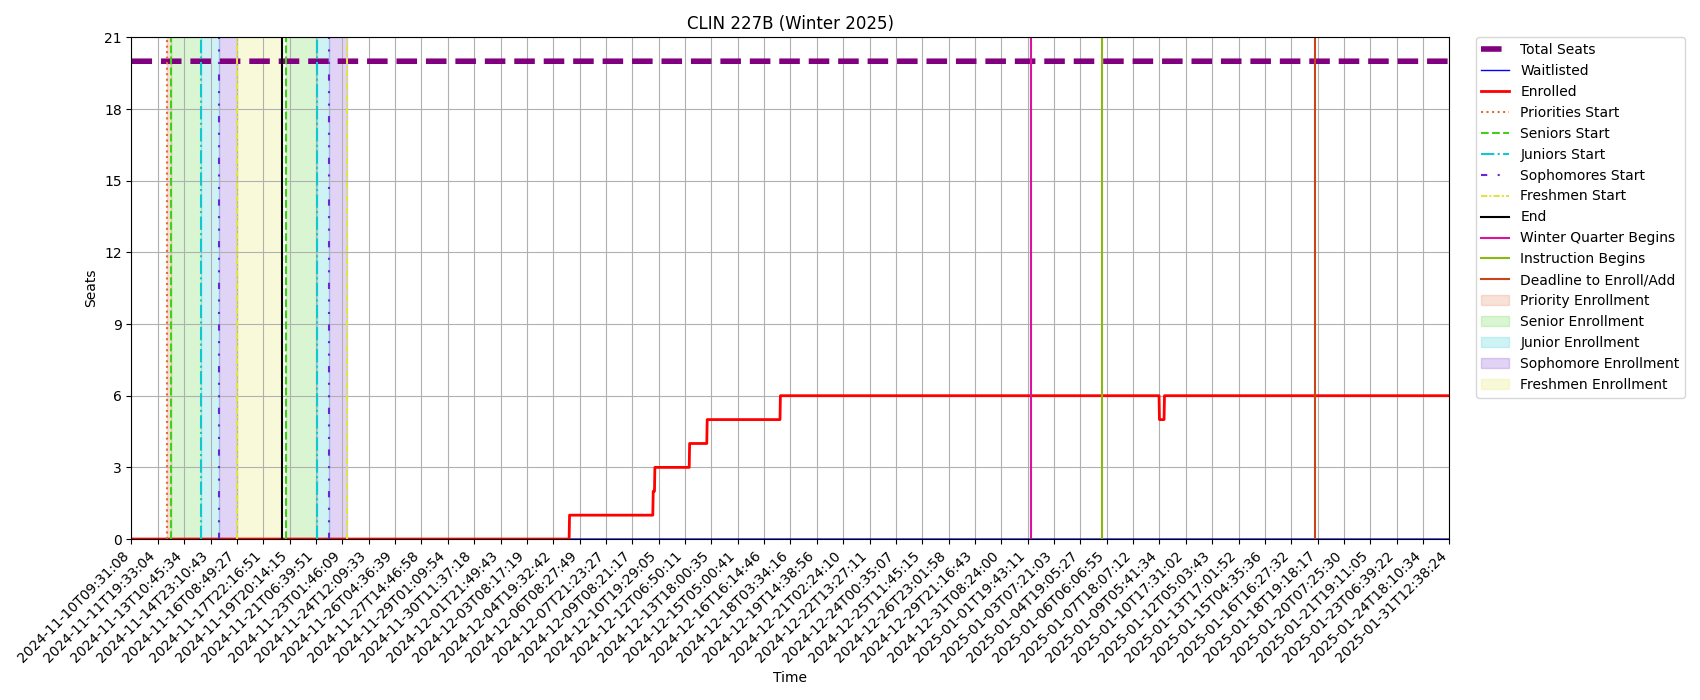 CLIN 227B (Winter 2025)
Seats
21
18
15
12
9
6
3
0
2024-11-10T09:31:08
2024-11-11T19:33:04
2024-11-13T10:45:34
2024-11-14T23:10:43
2024-11-16T08:49:27
2024-11-17T22:16:51
2024-11-19T20:14:15
2024-11-21T06:39:51
2024-11-23T01:46:09
2024-11-24T12:09:33
2024-11-26T04:36:39
2024-11-27T14:46:58
2024-11-29T01:09:54
2024-11-30T11:37:18
2024-12-01T21:49:43
2024-12-03T08:17:19
2024-12-04T19:32:42
2024-12-06T08:27:49
2024-12-07T21:23:27
2024-12-09T08:21:17
2024-12-10T19:29:05
2024-12-12T06:50:11
2024-12-13T18:00:35
2024-12-15T05:00:41
2024-12-16T16:14:46
2024-12-18T03:34:16
2024-12-19T14:38:56
2024-12-21T02:24:10
2024-12-22T13:27:11
2024-12-24T00:35:07
2024-12-25T11:45:15
2024-12-26T23:01:58
2024-12-29T21:16:43
2024-12-31T08:24:00
2025-01-01T19:43:11
2025-01-03T07:21:03
2025-01-04T19:05:27
2025-01-06T06:06:55
2025-01-07T18:07:12
2025-01-09T05:41:34
2025-01-10T17:31:02
2025-01-12T05:03:43
2025-01-13T17:01:52
2025-01-15T04:35:36
2025-01-16T16:27:32
2025-01-18T19:18:17
2025-01-20T07:25:30
2025-01-21T19:11:05
2025-01-23T06:39:22
2025-01-24T18:10:34
2025-01-31T12:38:24
Time
Total Seats
Waitlisted
Enrolled
Priorities Start
Seniors Start
Juniors Start
Sophomores Start
Freshmen Start
End
Winter Quarter Begins
Instruction Begins
Deadline to Enroll/Add
Priority Enrollment
Senior Enrollment
Junior Enrollment
Sophomore Enrollment
Freshmen Enrollment